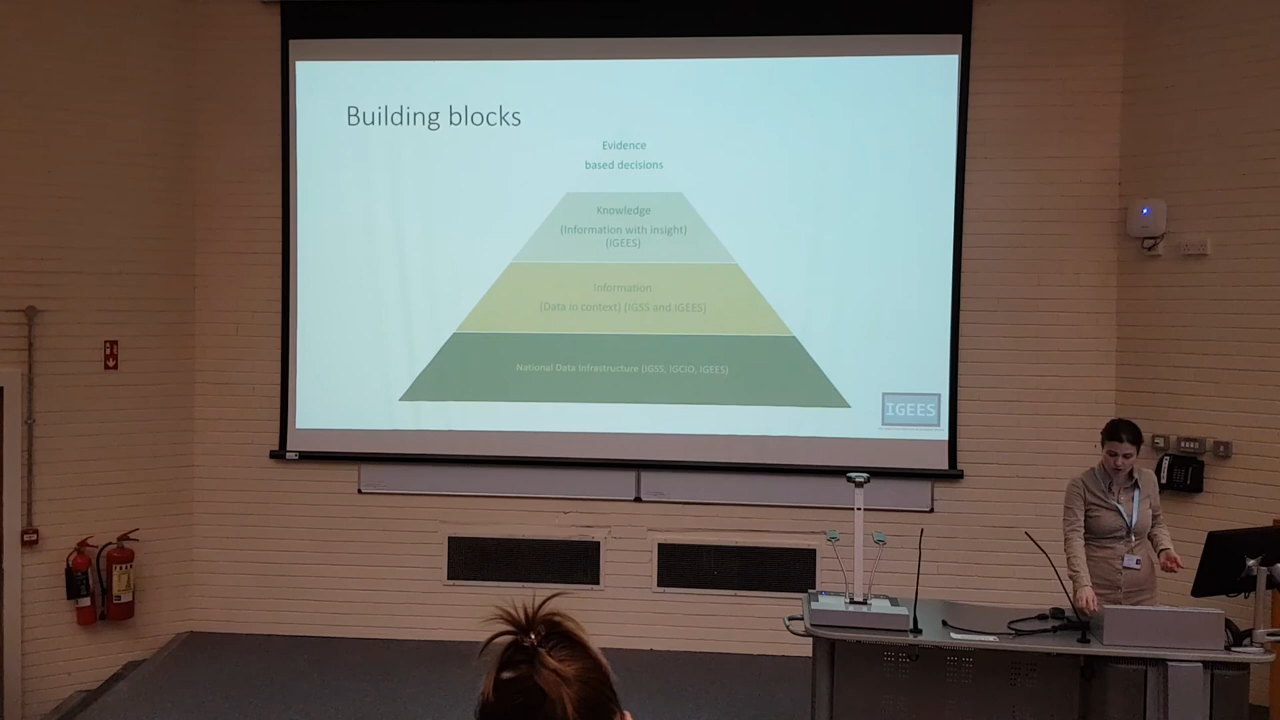 Building blocks
Evidence
based decisions
Knowledge
(Information with insight)
(IGEES)
Information
(Data in context) (IGSS and IGEES)
National Data Infrastructure (IGSS, IGCIO, IGEES)
IGEES